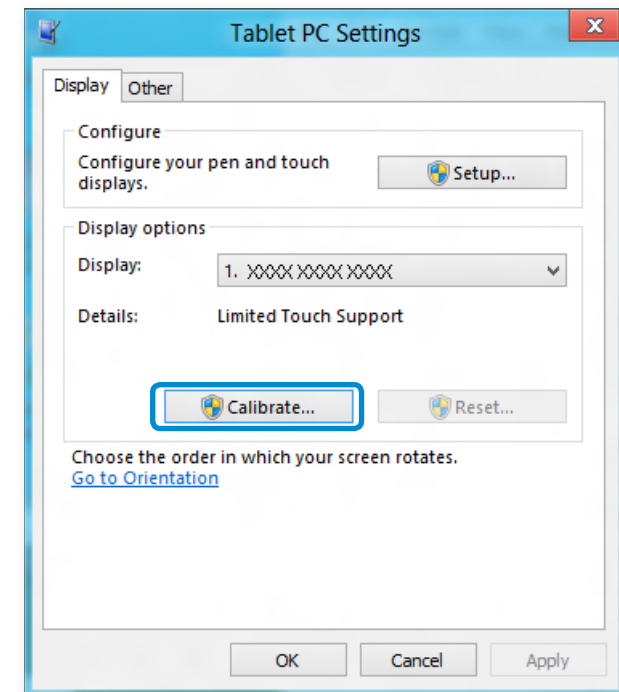 Tablet PC Settings
Display Other
Configure
Configure your pen and touch
displays.
Setup...
Display options
Display: 1. XXXX XXXX XXXX
Details: Limited Touch Support
Calibrate... Reset...
Choose the order in which your screen rotates.
Go to Orientation
OK Cancel Apply